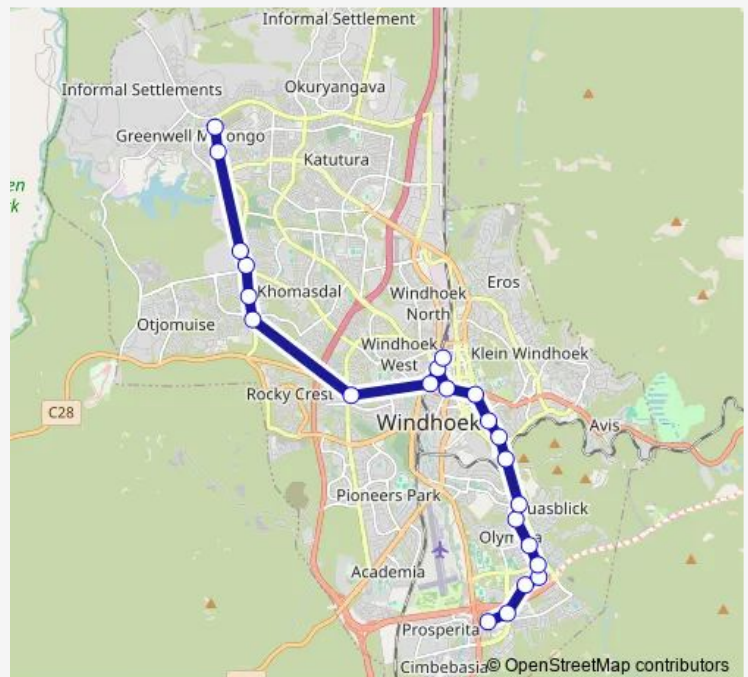 Informal Settlement
Informal Settlements
Okuryangava
Greenwell M
ongo
Katutura
en
k
Eros
Khomasdal
Windhoek
North
Otjomuise
Windhoek
West
Klein Windhoek
C28
Rocky Crest
Windhoek
Avis
Pioneers Park
uasblick
Olym
a
Academia
Prosperita
Cimbebasia
© OpenStreetMap contributors